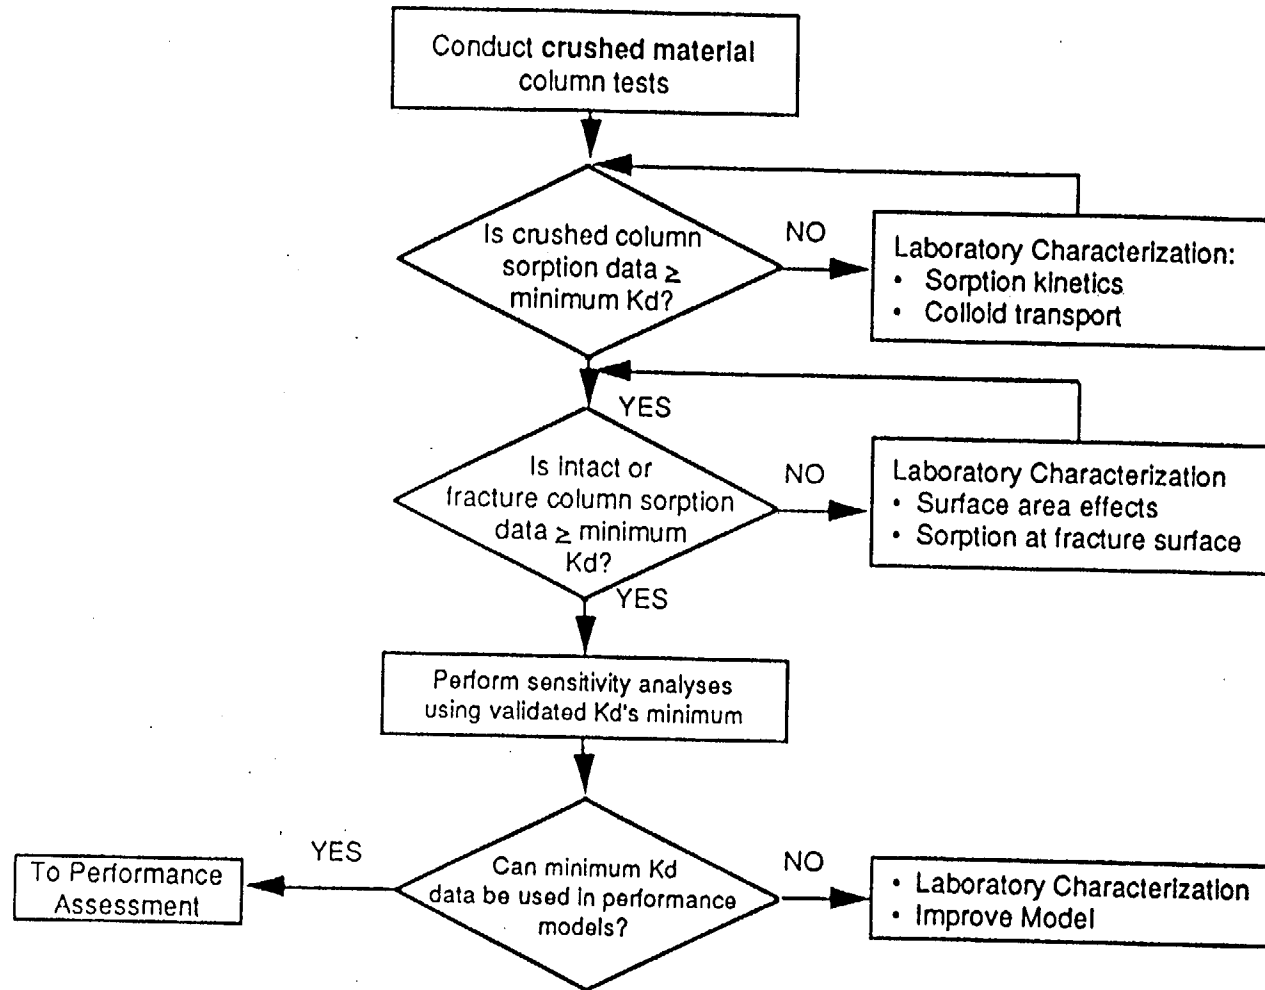 Conduct crushed material
column tests
Is crushed column
sorption data ≥
minimum Kd?
NO
Laboratory Characterization:
• Sorption kinetics
• Colloid transport
YES
Is intact or
fracture column sorption
data ≥ minimum
Kd?
NO
Laboratory Characterization
• Surface area effects
• Sorption at fracture surface
YES
Perform sensitivity analyses
using validated Kd's minimum
Can minimum Kd
data be used in performance
models?
YES
To Performance
Assessment
NO
• Laboratory Characterization
• Improve Model